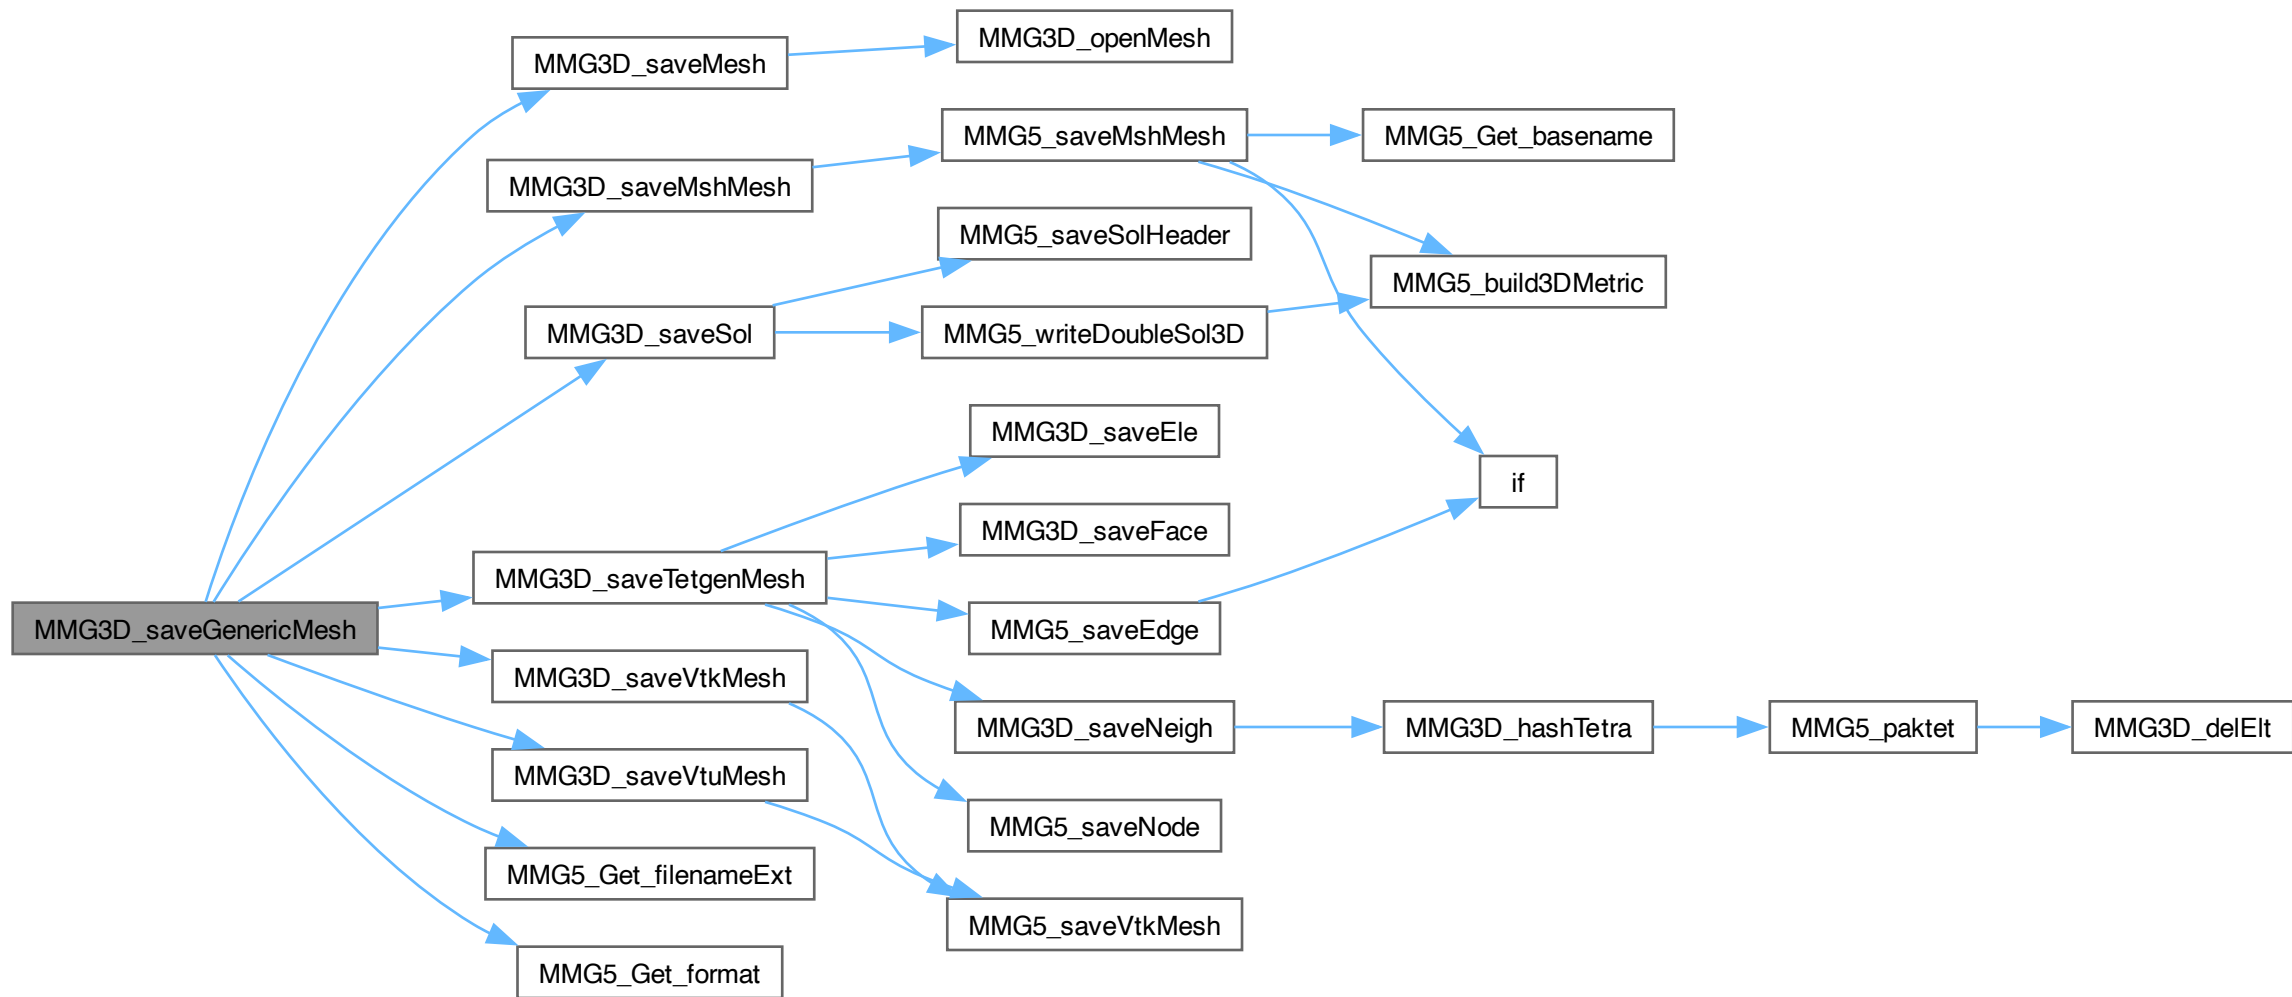 MMG3D_saveGenericMesh
MMG3D_saveMesh
MMG3D_openMesh
MMG3D_saveMshMesh
MMG5_saveMshMesh
MMG5_Get_basename
MMG5_build3DMetric
if
MMG3D_saveSol
MMG5_saveSolHeader
MMG5_writeDoubleSol3D
MMG3D_saveTetgenMesh
MMG3D_saveEle
MMG3D_saveFace
MMG5_saveEdge
MMG3D_saveNeigh
MMG3D_hashTetra
MMG5_paktet
MMG3D_delElt
MMG5_saveNode
MMG3D_saveVtkMesh
MMG3D_saveVtuMesh
MMG5_saveVtkMesh
MMG5_Get_filenameExt
MMG5_Get_format